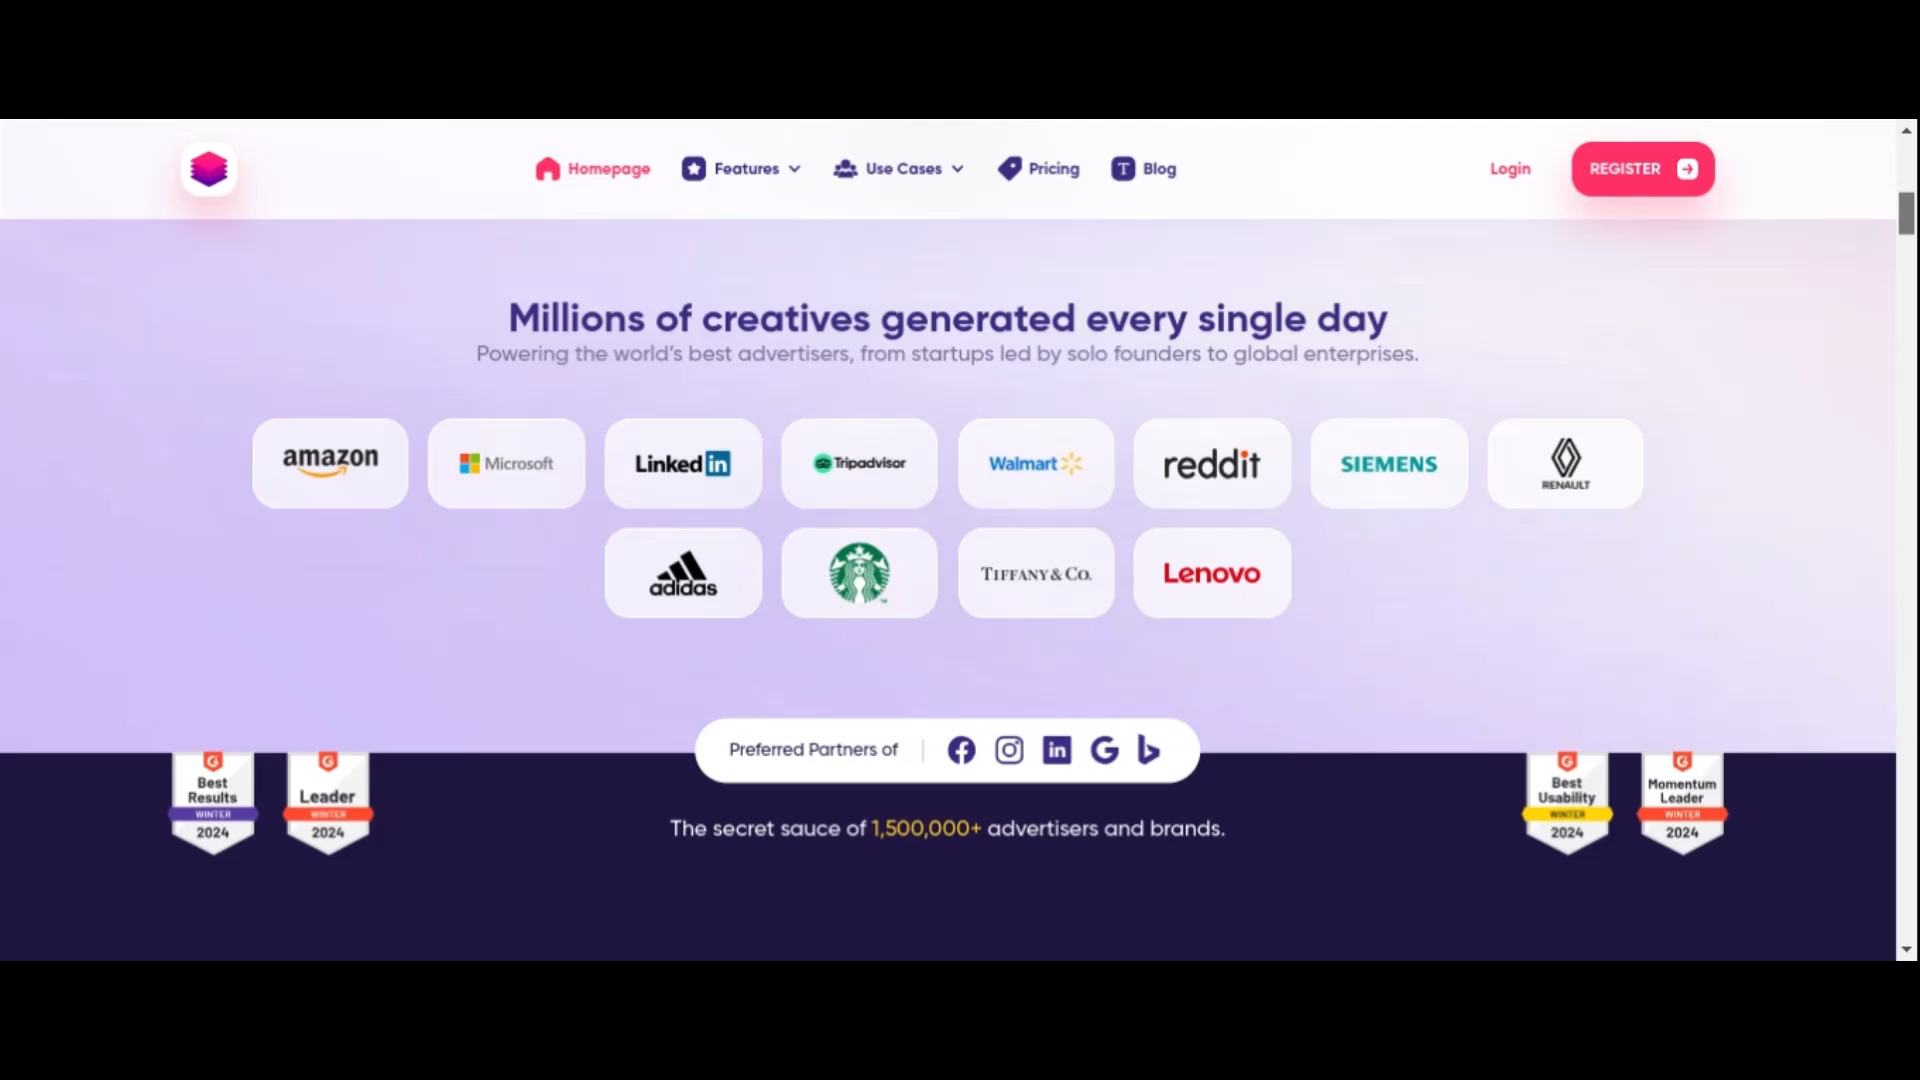 Homepage
Features
Use Cases
Pricing
T Blog
Login
REGISTER
Millions of creatives generated every single day
Powering the world's best advertisers, from startups led by solo founders to global enterprises.
amazon
Microsoft
Linked in
Tripadvisor
Walmart
reddit
SIEMENS
RENAULT
adidas
TIFFANY & CO.
Lenovo
Preferred Partners of
in
G
b
The secret sauce of 1,500,000+ advertisers and brands.
G
Best
Results
WINTER
2024
G
Leader
WINTER
2024
G
Best
Usability
WINTER
2024
G
Momentum
Leader
WINTER
2024